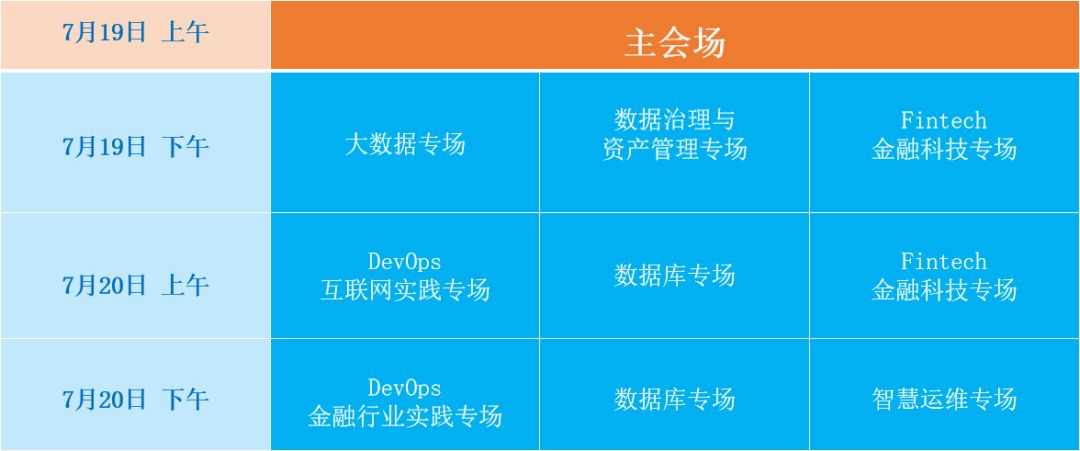 7月19日 上午
主会场
7月19日 下午
大数据专场
数据治理与
资产管理专场
Fintech
金融科技专场
7月20日 上午
DevOps
互联网实践专场
数据库专场
Fintech
金融科技专场
7月20日 下午
DevOps
金融行业实践专场
数据库专场
智慧运维专场